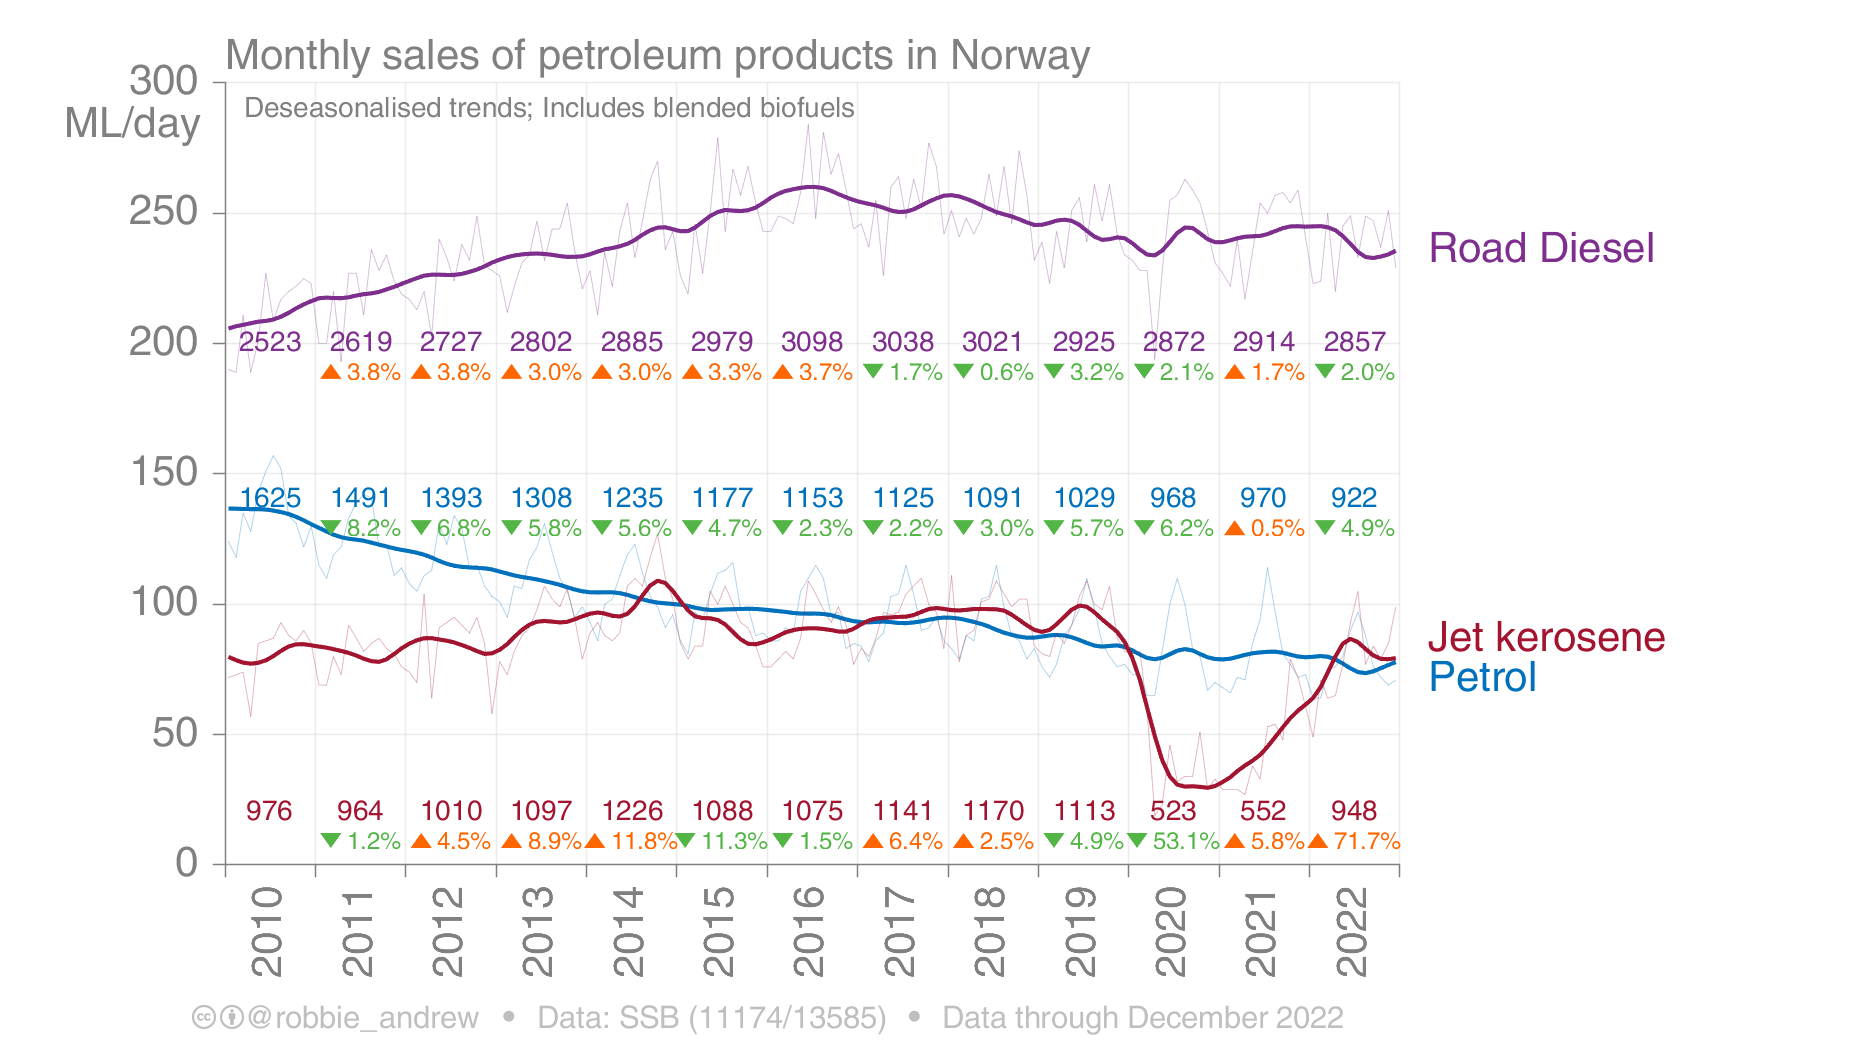 Monthly sales of petroleum products in Norway
300
ML/day
Deseasonalised trends; Includes blended biofuels
250
Road Diesel
200
2523 2619 2727 2802 2885 2979 3098 3038 3021 2925 2872 2914 2857
▲ 3.8% ▲ 3.8% ▲ 3.0% ▲ 3.0% ▲ 3.3% ▲ 3.7% ▼ 1.7% ▼ 0.6% ▼ 3.2% ▼ 2.1% ▲ 1.7% ▼ 2.0%
150
1625 1491 1393 1308 1235 1177 1153 1125 1091 1029 968 970 922
▼ 8.2% ▼ 6.8% ▼ 5.8% ▼ 5.6% ▼ 4.7% ▼ 2.3% ▼ 2.2% ▼ 3.0% ▼ 5.7% ▼ 6.2% ▲ 0.5% ▼ 4.9%
100
Jet kerosene
Petrol
50
976 964 1010 1097 1226 1088 1075 1141 1170 1113 523 552 948
▼ 1.2% ▲ 4.5% ▲ 8.9% ▲ 11.8% ▼ 11.3% ▼ 1.5% ▲ 6.4% ▲ 2.5% ▼ 4.9% ▼ 53.1% ▲ 5.8% ▲ 71.7%
0
2010 2011 2012 2013 2014 2015 2016 2017 2018 2019 2020 2021 2022
cc @robbie_andrew • Data: SSB (11174/13585) • Data through December 2022